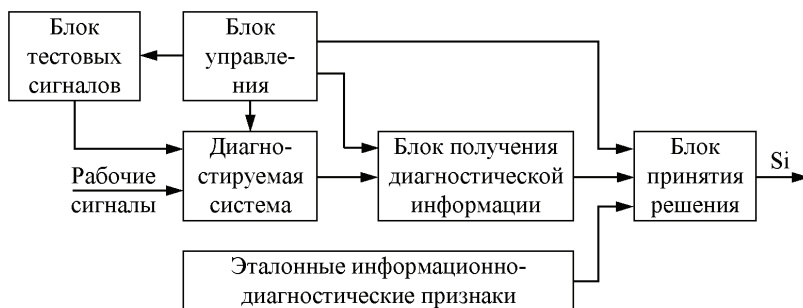 Блок
тестовых
сигналов
Блок
управле-
ния
Рабочие
сигналы
Диагно-
стируемая
система
Блок получения
диагностической
информации
Блок
принятия
решения
Si
Эталонные информационно-
диагностические признаки